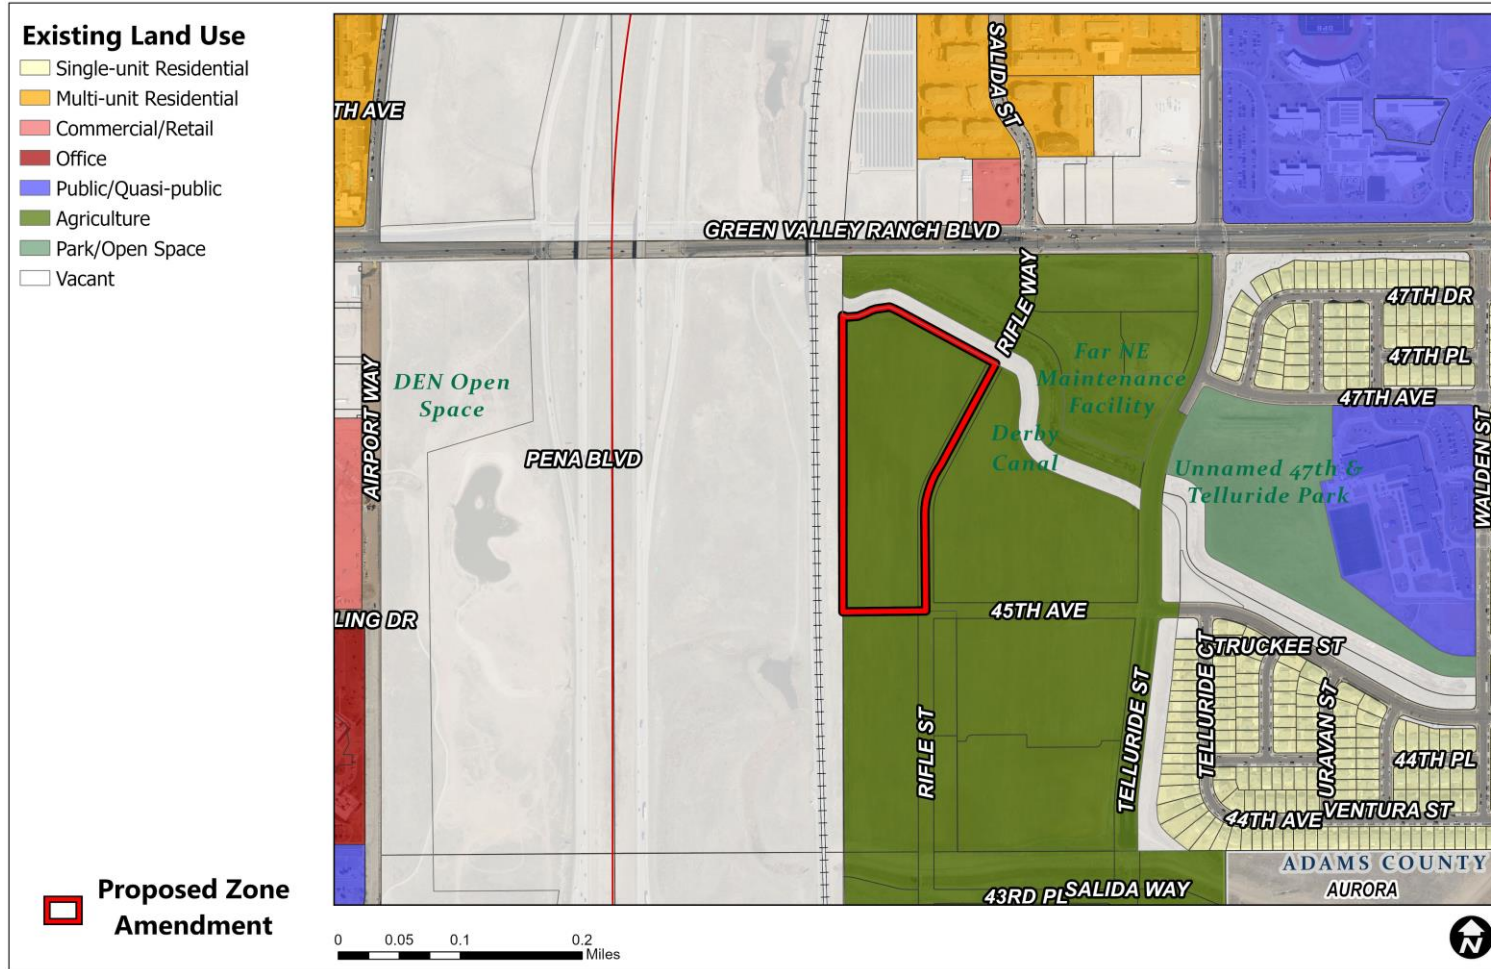 Existing Land Use
Single-unit Residential
Multi-unit Residential
Commercial/Retail
Office
Public/Quasi-public
Agriculture
Park/Open Space
Vacant
TH AVE
SALIDA ST
GREEN VALLEY RANCH BLVD
RIFLE WAY
47TH DR
47TH PL
47TH AVE
Far NE
Maintenance
Facility
DEN Open
Space
AIRPORT WAY
PENA BLVD
Derby
Canal
Unnamed 47th &
Telluride Park
WALDEN ST
LING DR
45TH AVE
TRUCKEE ST
TELLURIDE CT
TELLURIDE ST
RIFLE ST
URAVAN ST
44TH PL
44TH AVE
VENTURA ST
ADAMS COUNTY
AURORA
43RD PL
SALIDA WAY
Proposed Zone
Amendment
0 0.05 0.1 0.2
Miles
N